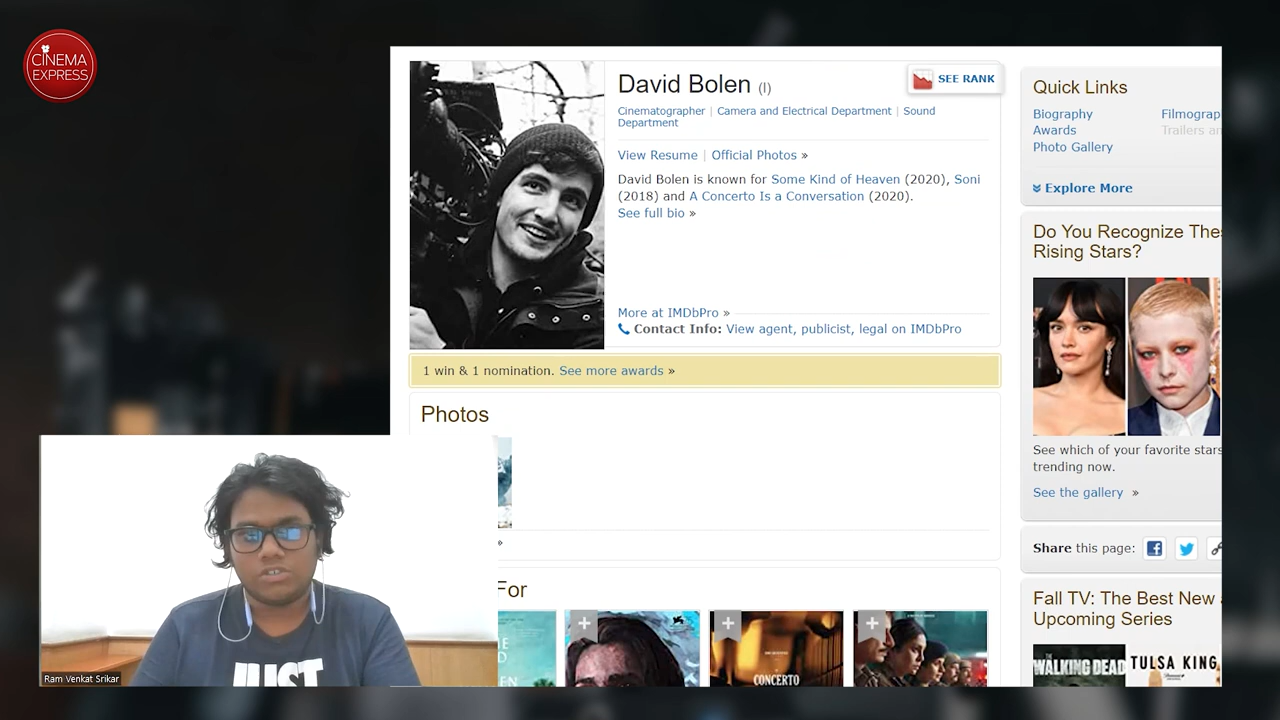 CINEMA
EXPRESS
David Bolen (I)
SEE RANK
Cinematographer | Camera and Electrical Department | Sound
Department
View Resume | Official Photos »
David Bolen is known for Some Kind of Heaven (2020), Soni
(2018) and A Concerto Is a Conversation (2020).
See full bio »
More at IMDbPro »
Contact Info: View agent, publicist, legal on IMDbPro
1 win & 1 nomination. See more awards »
Photos
»
For
CONCERTO
Quick Links
Biography
Filmograp
Awards
Trailers an
Photo Gallery
Explore More
Do You Recognize Thes
Rising Stars?
See which of your favorite stars
trending now.
See the gallery »
Share this page:
Fall TV: The Best New
Upcoming Series
THE
WALKING DEAD
TULSA KING
JUST
Ram Venkat Srikar